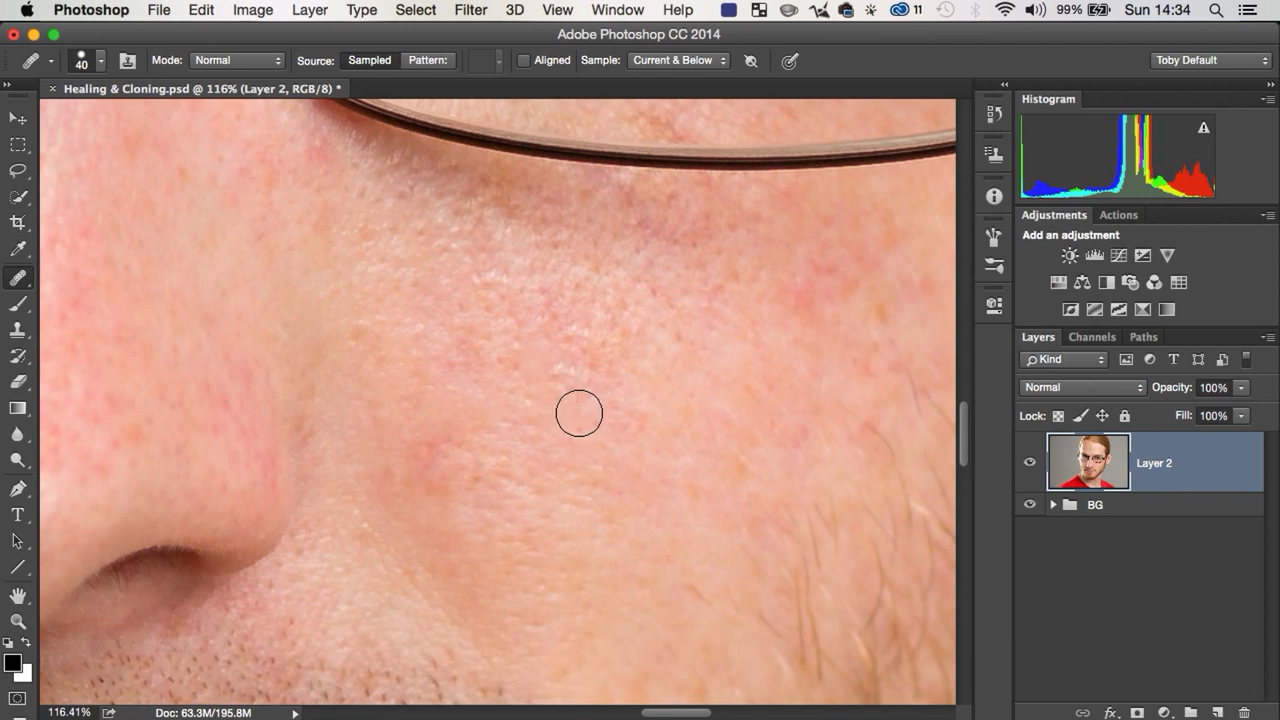 Photoshop File Edit Image Layer Type Select Filter 3D View Window Help 11 99% Sun 14:34
Adobe Photoshop CC 2014
40 Mode: Normal Source: Sampled Pattern: Aligned Sample: Current & Below Toby Default
Healing & Cloning.psd @ 116% (Layer 2, RGB/8) *
Histogram
Adjustments Actions
Add an adjustment
Layers Channels Paths
Kind
Normal Opacity: 100%
Lock: Fill: 100%
Layer 2
BG
116.41% Doc: 63.3M/195.8M